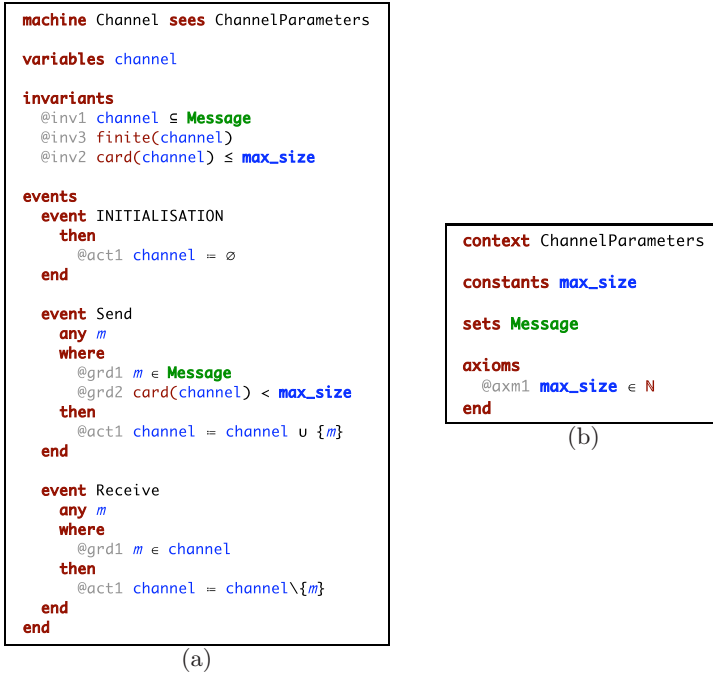 machine Channel sees ChannelParameters
variables channel
invariants
@inv1 channel ⊆ Message
@inv3 finite(channel)
@inv2 card(channel) ≤ max_size
events
event INITIALISATION
then
@act1 channel ≔ ∅
end
event Send
any m
where
@grd1 m ∈ Message
@grd2 card(channel) < max_size
then
@act1 channel ≔ channel ∪ {m}
end
event Receive
any m
where
@grd1 m ∈ channel
then
@act1 channel ≔ channel\{m}
end
end
(a)
context ChannelParameters
constants max_size
sets Message
axioms
@axm1 max_size ∈ ℕ
end
(b)